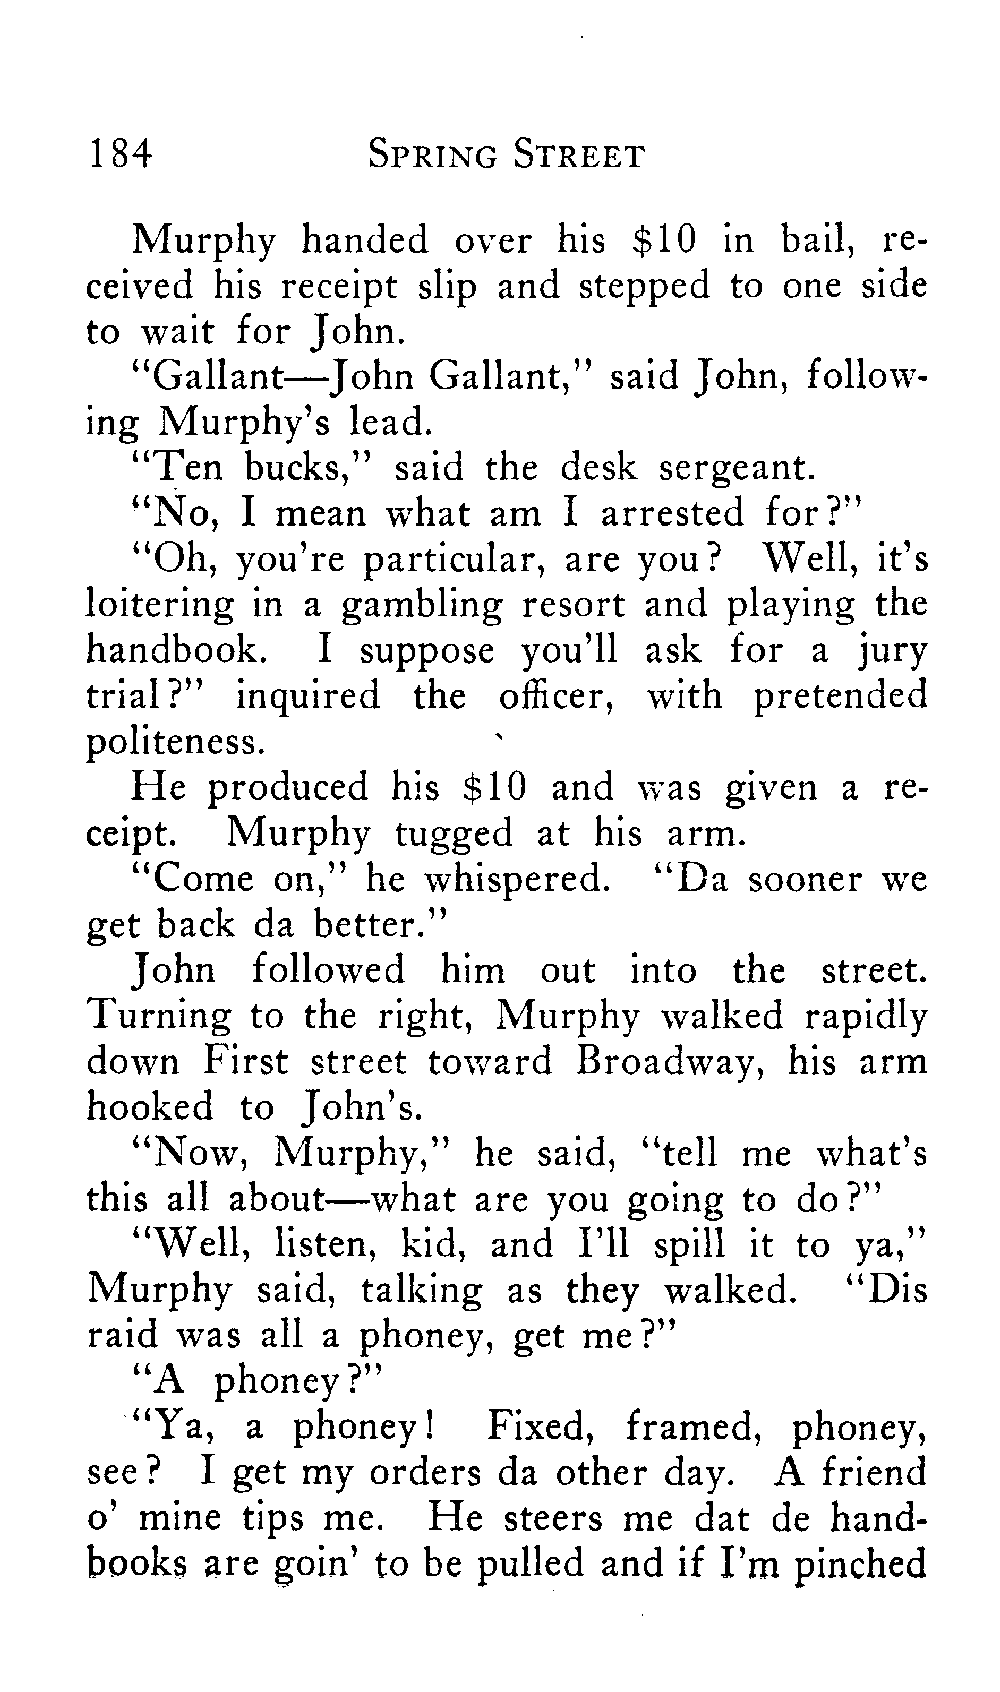 184 SPRING STREET
Murphy handed over his $10 in bail, re-
ceived his receipt slip and stepped to one side
to wait for John.
“Gallant—John Gallant,” said John, follow-
ing Murphy’s lead.
“Ten bucks,” said the desk sergeant.
“No, I mean what am I arrested for?”
“Oh, you’re particular, are you? Well, it’s
loitering in a gambling resort and playing the
handbook. I suppose you’ll ask for a jury
trial?” inquired the officer, with pretended
politeness.
He produced his $10 and was given a re-
ceipt. Murphy tugged at his arm.
“Come on,” he whispered. “Da sooner we
get back da better.”
John followed him out into the street.
Turning to the right, Murphy walked rapidly
down First street toward Broadway, his arm
hooked to John’s.
“Now, Murphy,” he said, “tell me what’s
this all about—what are you going to do?”
“Well, listen, kid, and I’ll spill it to ya,”
Murphy said, talking as they walked. “Dis
raid was all a phoney, get me?”
“A phoney?”
“Ya, a phoney! Fixed, framed, phoney,
see? I get my orders da other day. A friend
o’ mine tips me. He steers me dat de hand-
books are goin’ to be pulled and if I’m pinched